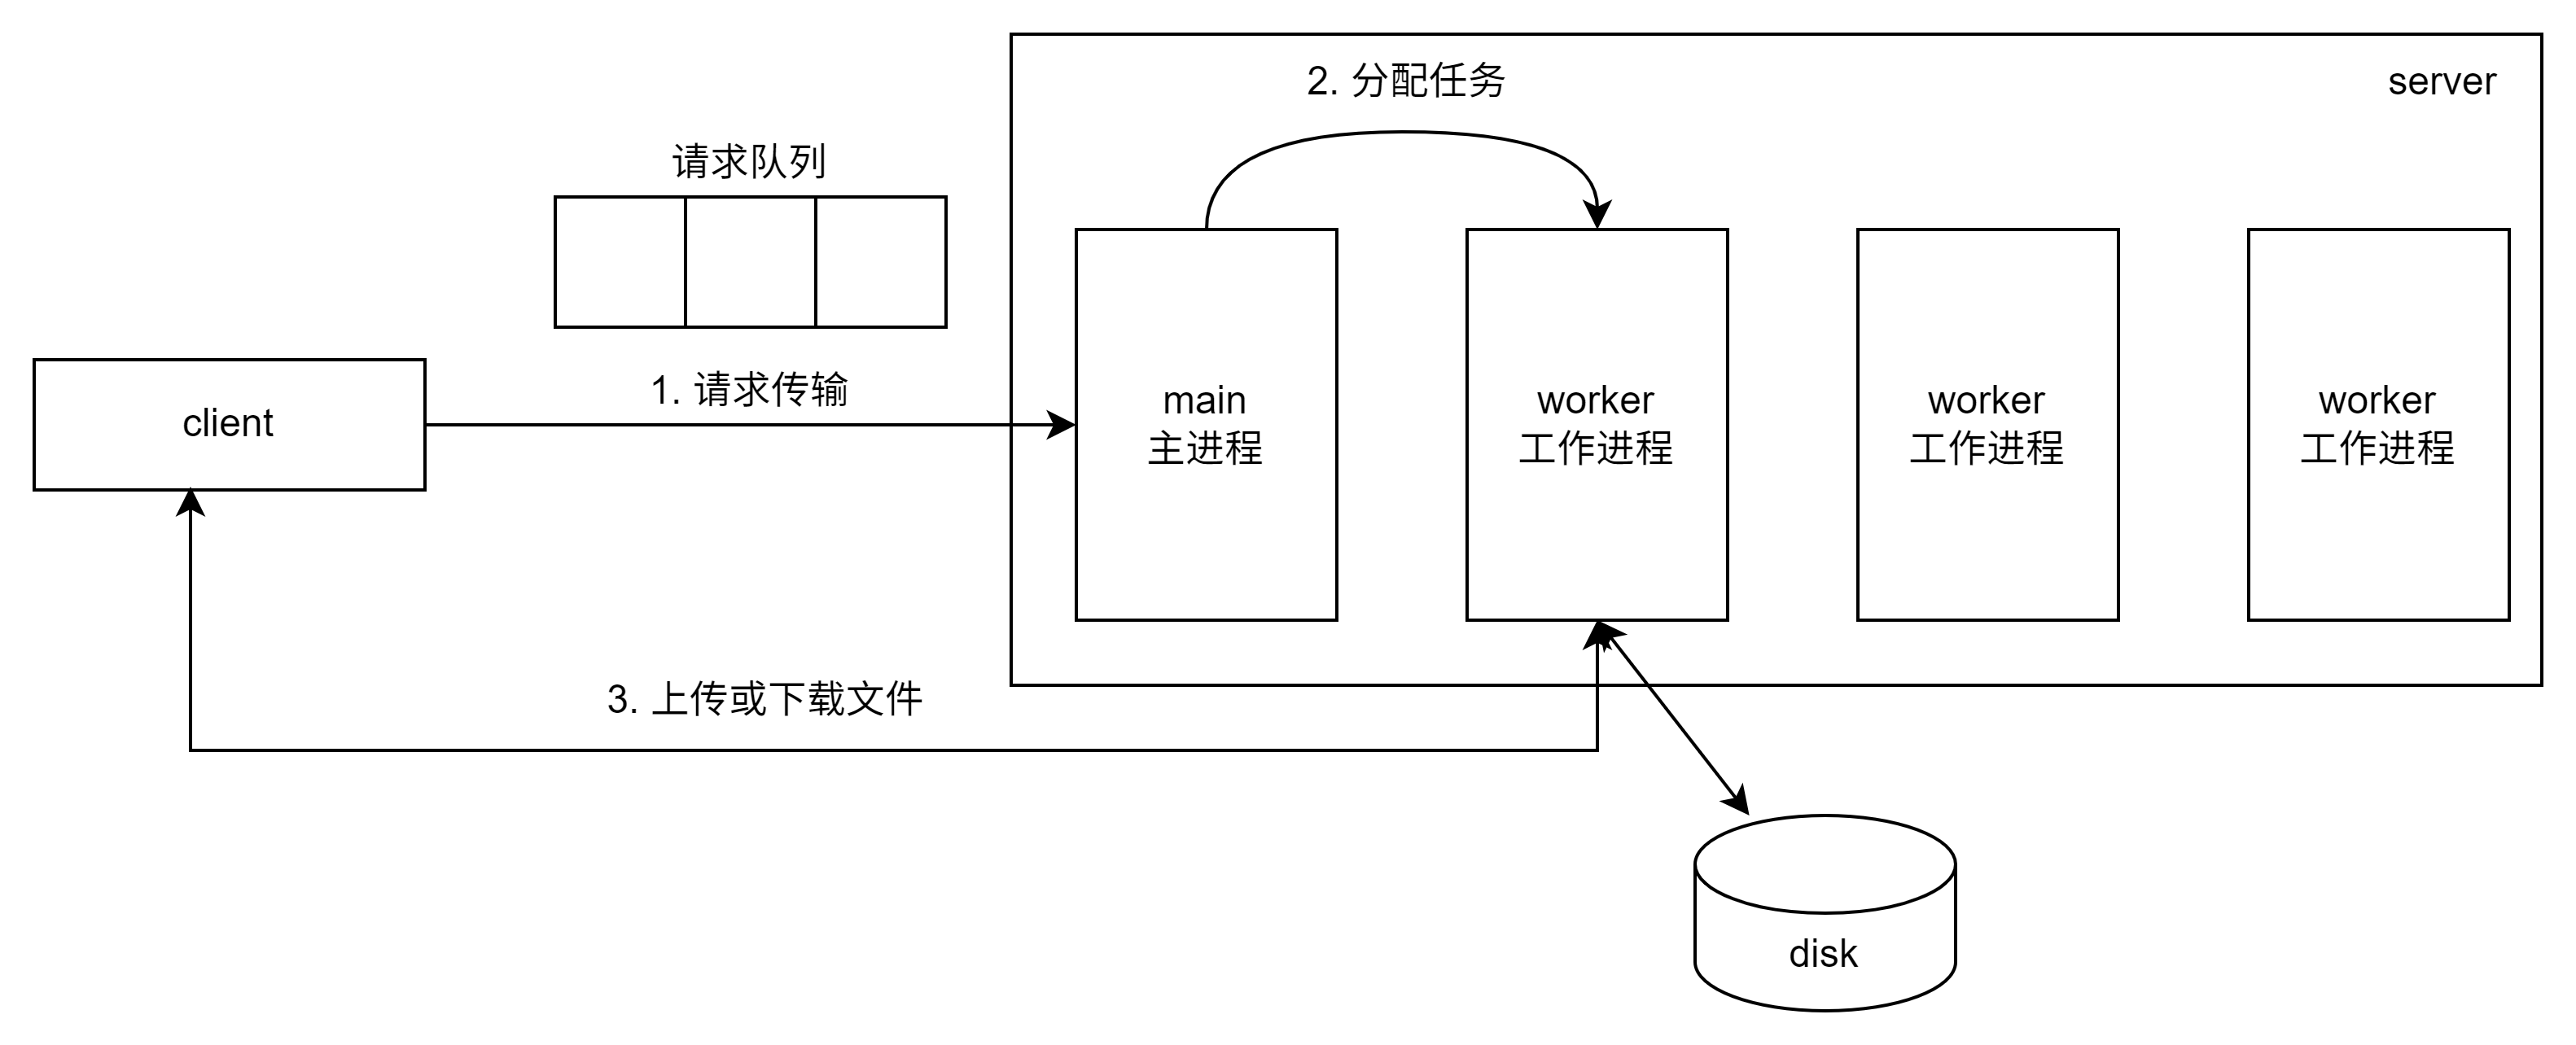 2. 分配任务
server
请求队列
1. 请求传输
client
main
主进程
worker
工作进程
worker
工作进程
worker
工作进程
3. 上传或下载文件
disk